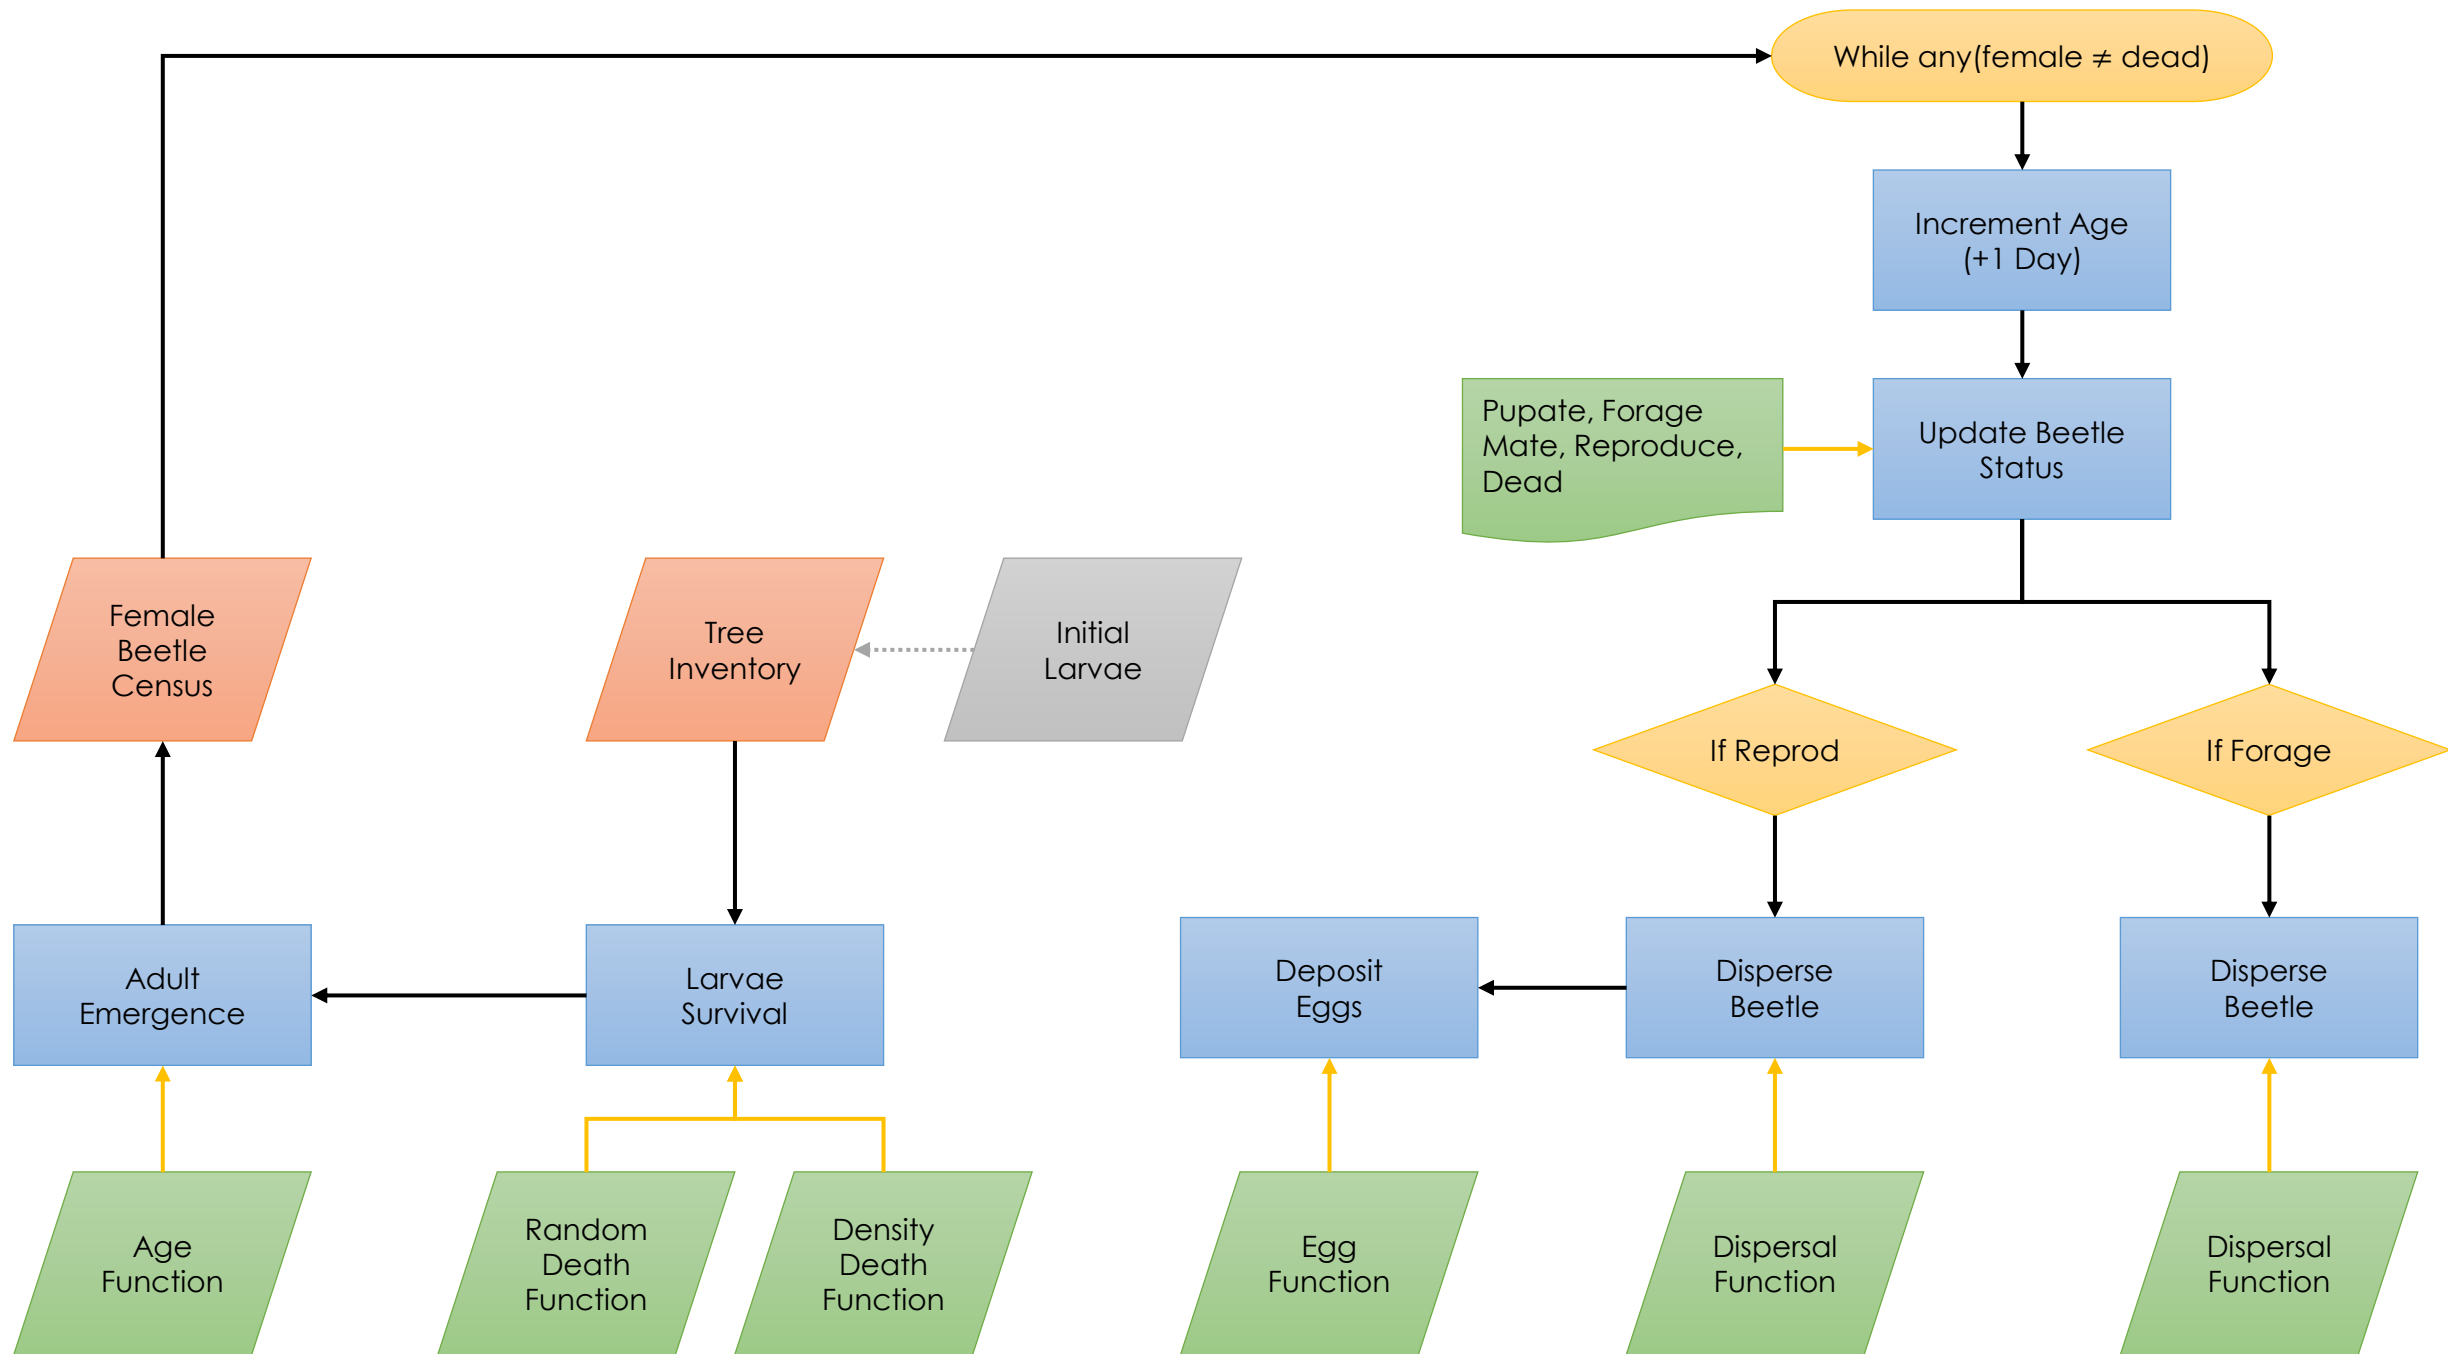 While any(female ≠ dead)
Increment Age
(+1 Day)
Pupate, Forage
Mate, Reproduce,
Dead
Update Beetle
Status
Female
Beetle
Census
Tree
Inventory
Initial
Larvae
If Reprod
If Forage
Adult
Emergence
Larvae
Survival
Deposit
Eggs
Disperse
Beetle
Disperse
Beetle
Age
Function
Random
Death
Function
Density
Death
Function
Egg
Function
Dispersal
Function
Dispersal
Function